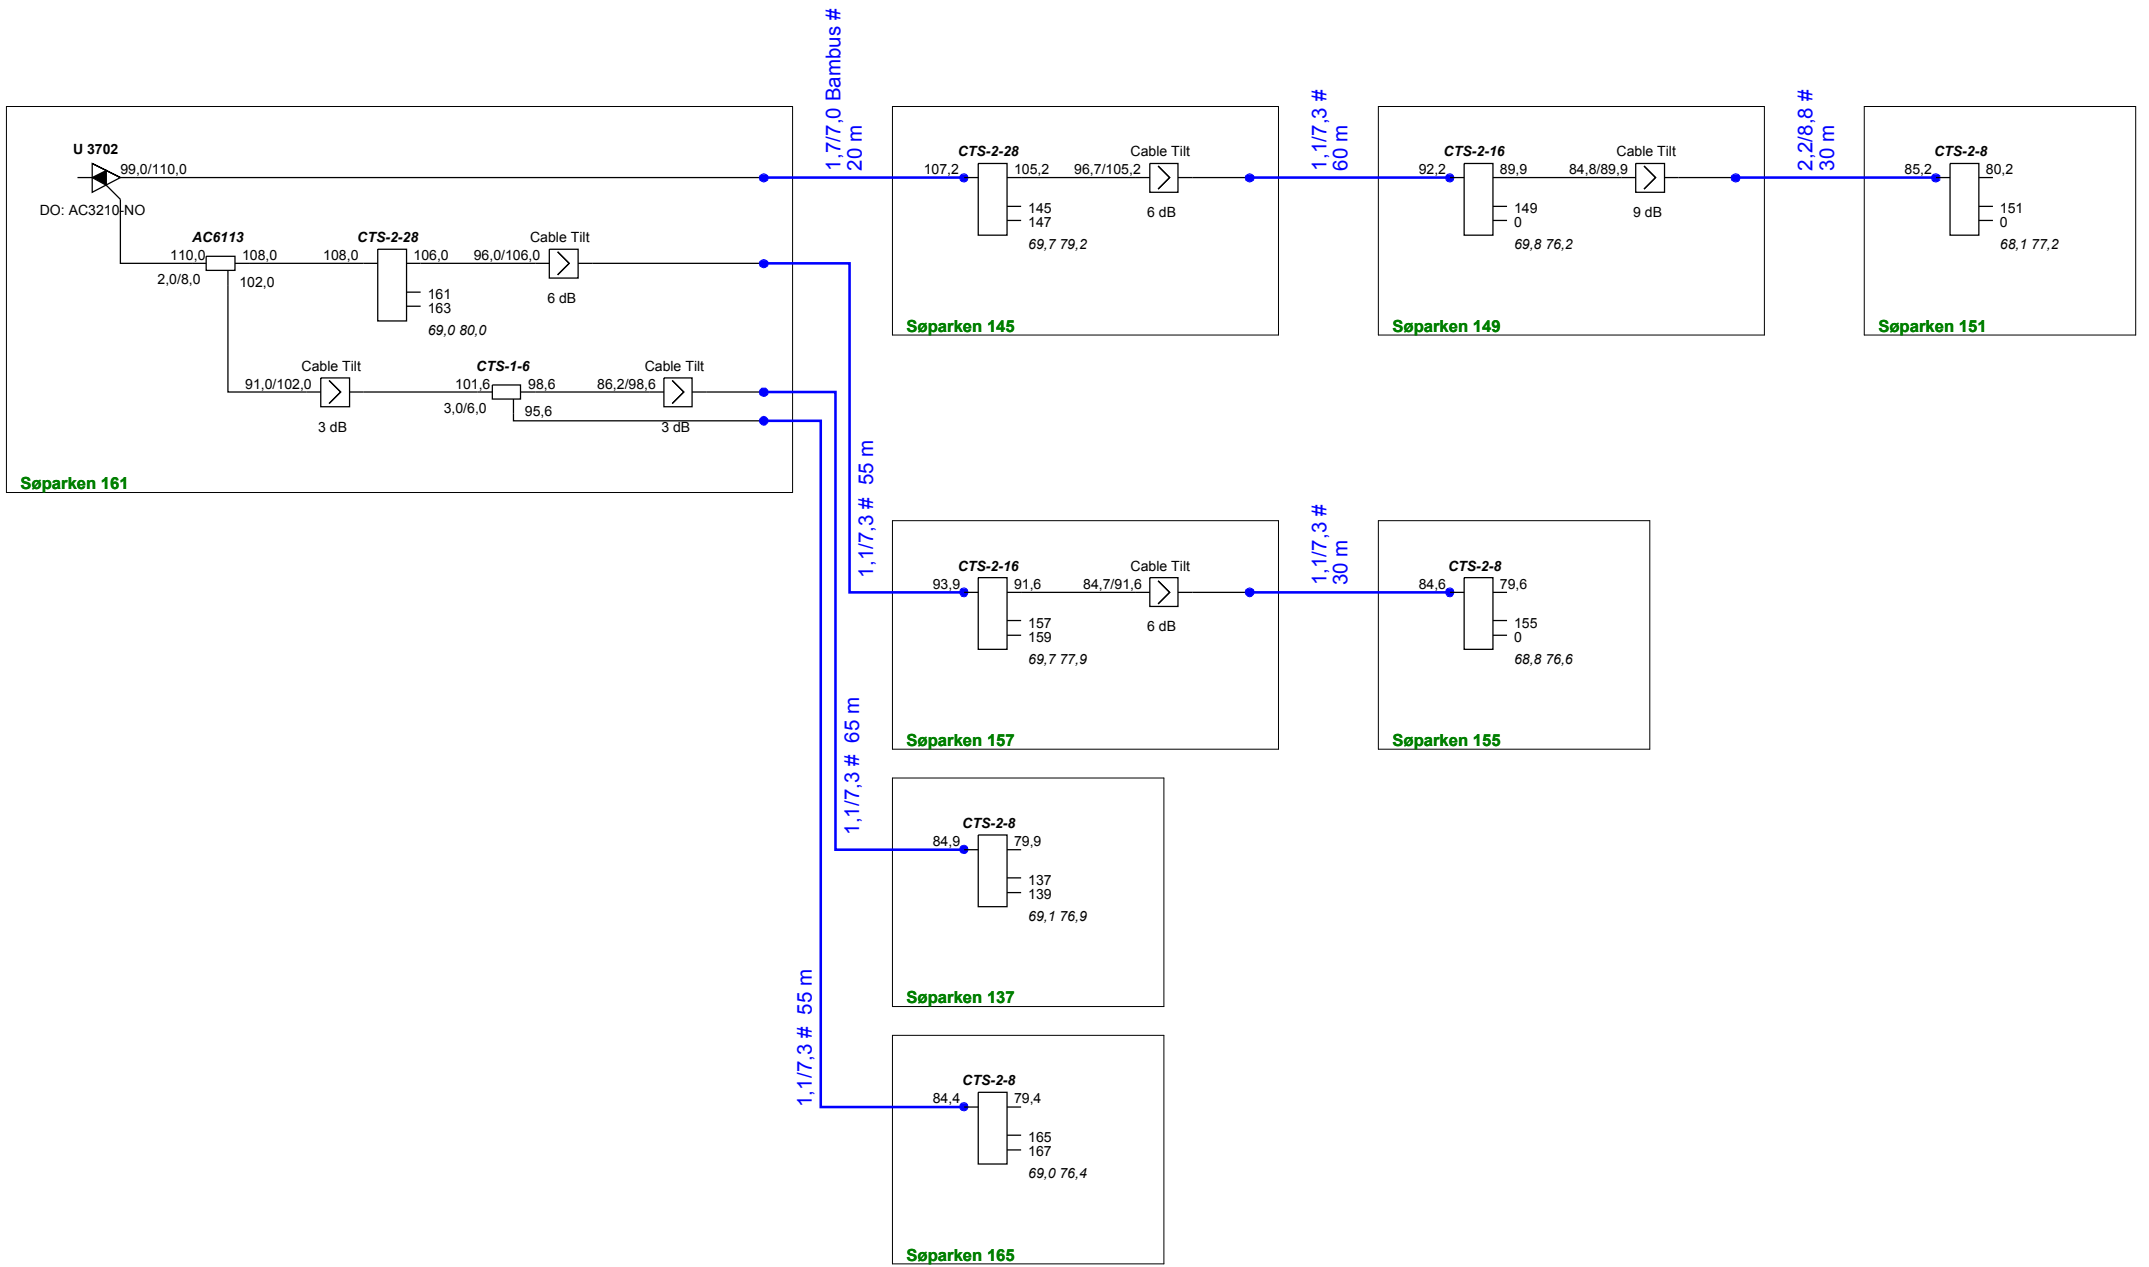 U 3702
99,0/110,0
DO: AC3210-NO
AC6113
110,0
108,0
2,0/8,0
102,0
CTS-2-28
108,0
106,0
161
163
69,0 80,0
Cable Tilt
96,0/106,0
6 dB
Cable Tilt
91,0/102,0
3 dB
CTS-1-6
101,6
98,6
3,0/6,0
95,6
Cable Tilt
86,2/98,6
3 dB
Søparken 161
1,7/7,0 Bambus #
20 m
CTS-2-28
107,2
105,2
145
147
69,7 79,2
Cable Tilt
96,7/105,2
6 dB
Søparken 145
1,1/7,3 #
60 m
CTS-2-16
92,2
89,9
149
0
69,8 76,2
Cable Tilt
84,8/89,9
9 dB
Søparken 149
2,2/8,8 #
30 m
CTS-2-8
85,2
80,2
151
0
68,1 77,2
Søparken 151
1,1/7,3 # 55 m
CTS-2-16
93,9
91,6
157
159
69,7 77,9
Cable Tilt
84,7/91,6
6 dB
Søparken 157
1,1/7,3 #
30 m
CTS-2-8
84,6
79,6
155
0
68,8 76,6
Søparken 155
1,1/7,3 # 65 m
CTS-2-8
84,9
79,9
137
139
69,1 76,9
Søparken 137
1,1/7,3 # 55 m
CTS-2-8
84,4
79,4
165
167
69,0 76,4
Søparken 165